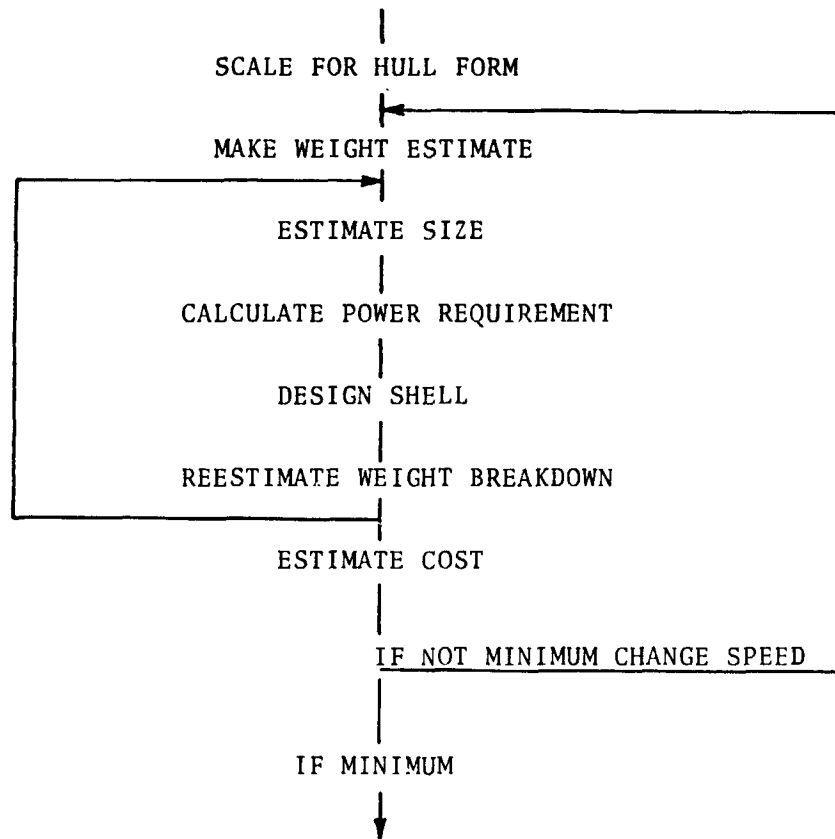 SCALE FOR HULL FORM
MAKE WEIGHT ESTIMATE
ESTIMATE SIZE
CALCULATE POWER REQUIREMENT
DESIGN SHELL
REESTIMATE WEIGHT BREAKDOWN
ESTIMATE COST
IF NOT MINIMUM CHANGE SPEED
IF MINIMUM